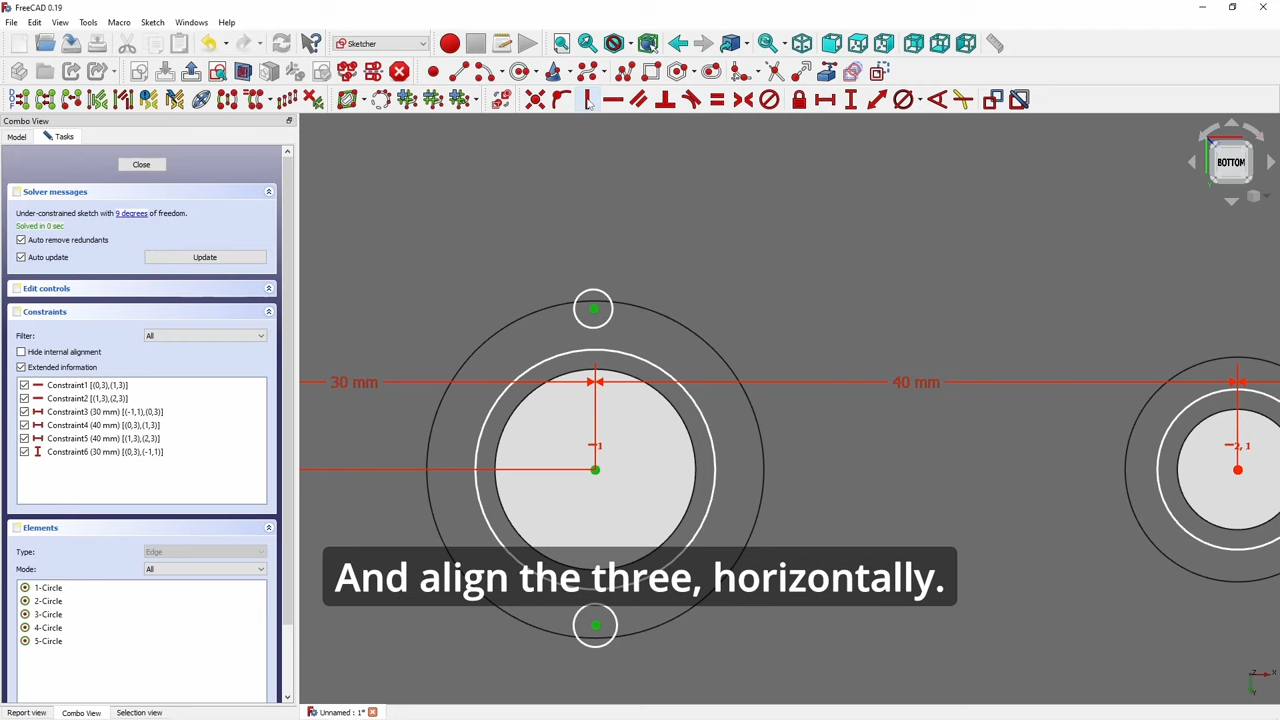 FreeCAD 0.19
File Edit View Tools Macro Sketch Windows Help
Sketcher
Combo View
Model Tasks
Close
Solver messages
Under-constrained sketch with 9 degrees of freedom.
Solved in 0 sec
Auto remove redundants
Auto update Update
Edit controls
Constraints
Filter: All
Hide internal alignment
Extended information
Constraint1 [(0,3),(1,3)]
Constraint2 [(1,3),(2,3)]
Constraint3 (30 mm) [(-1,1),(0,3)]
Constraint4 (40 mm) [(0,3),(1,3)]
Constraint5 (40 mm) [(1,3),(2,3)]
Constraint6 (30 mm) [(0,3),(-1,1)]
Elements
Type: Edge
Mode: All
1-Circle
2-Circle
3-Circle
4-Circle
5-Circle
BOTTOM
30 mm
40 mm
1
2, 1
And align the three, horizontally.
Report view Combo View Selection view
Unnamed : 1*